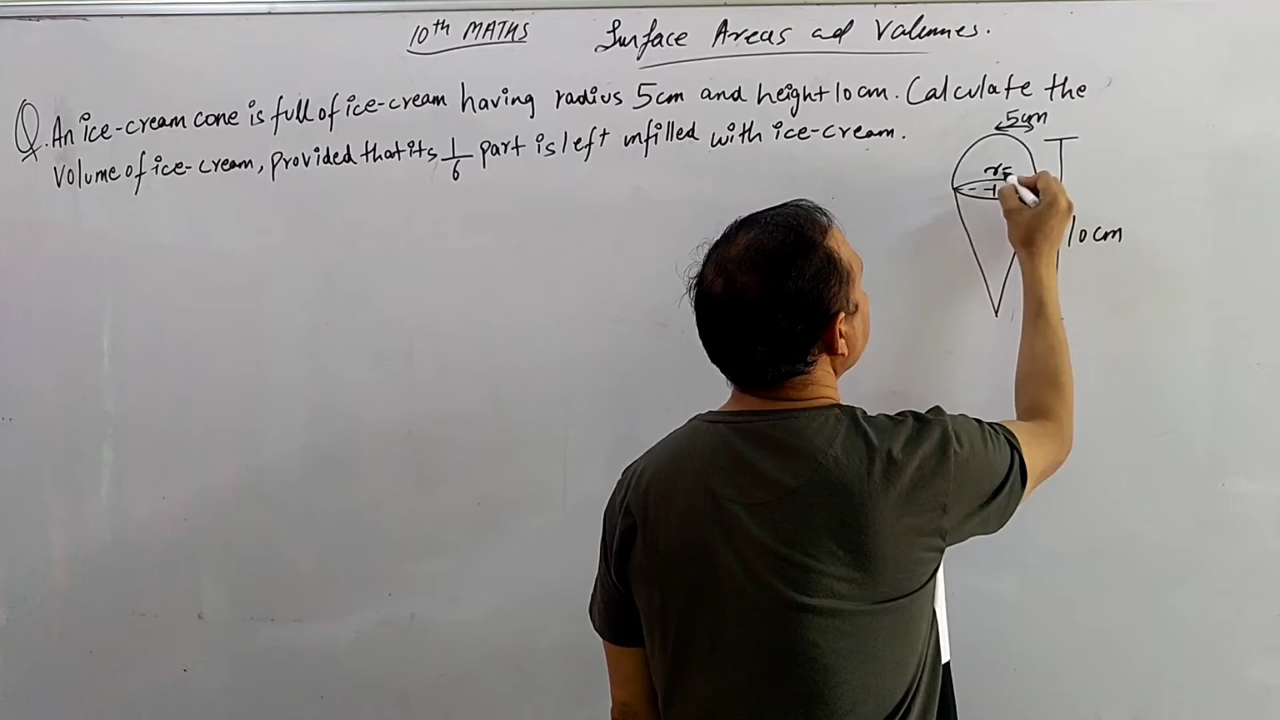 10th MATHS Surface Areas ad Volumes.
Q. An ice-cream cone is full of ice-cream having radius 5cm and height 10cm. Calculate the
volume of ice-cream, provided that its 1/6 part is left unfilled with ice-cream.
5cm
r=
10cm